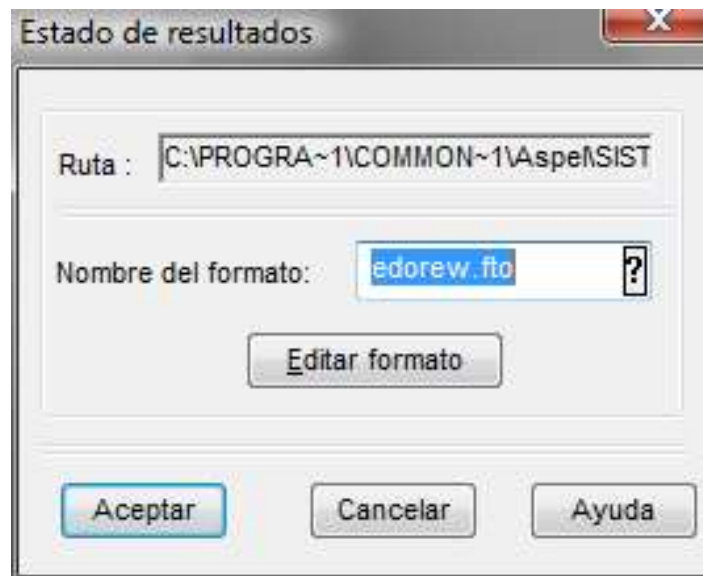 Estado de resultados
X
Ruta :
C:\PROGRA~1\COMMON~1\Aspel\SIST
Nombre del formato:
edorew.fto
?
Editar formato
Aceptar
Cancelar
Ayuda